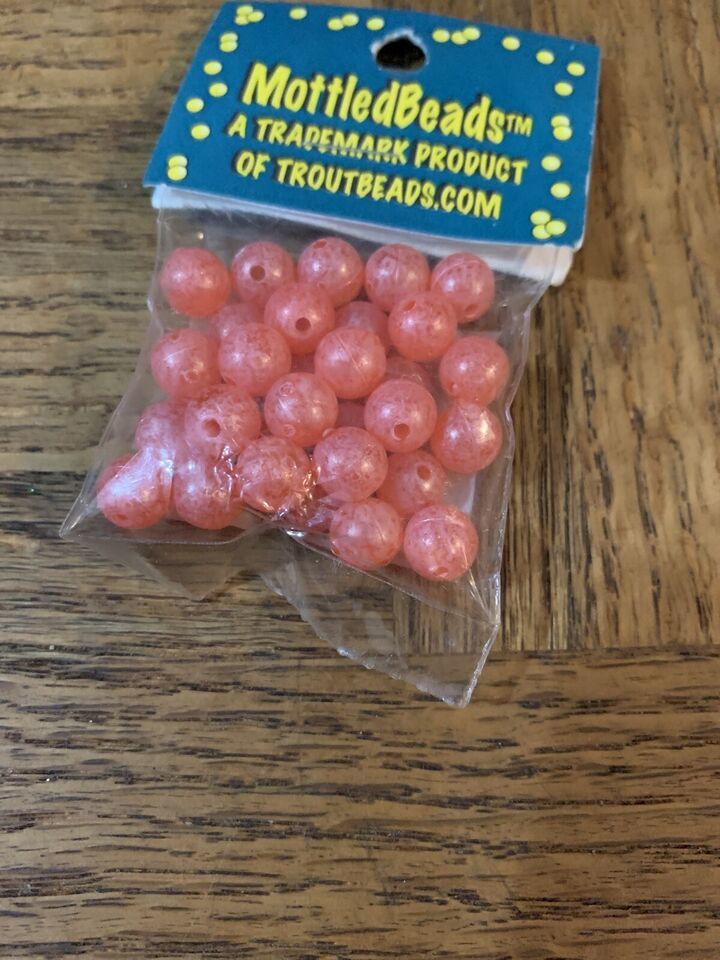 MottledBeads™
A TRADEMARK PRODUCT
OF TROUTBEADS.COM